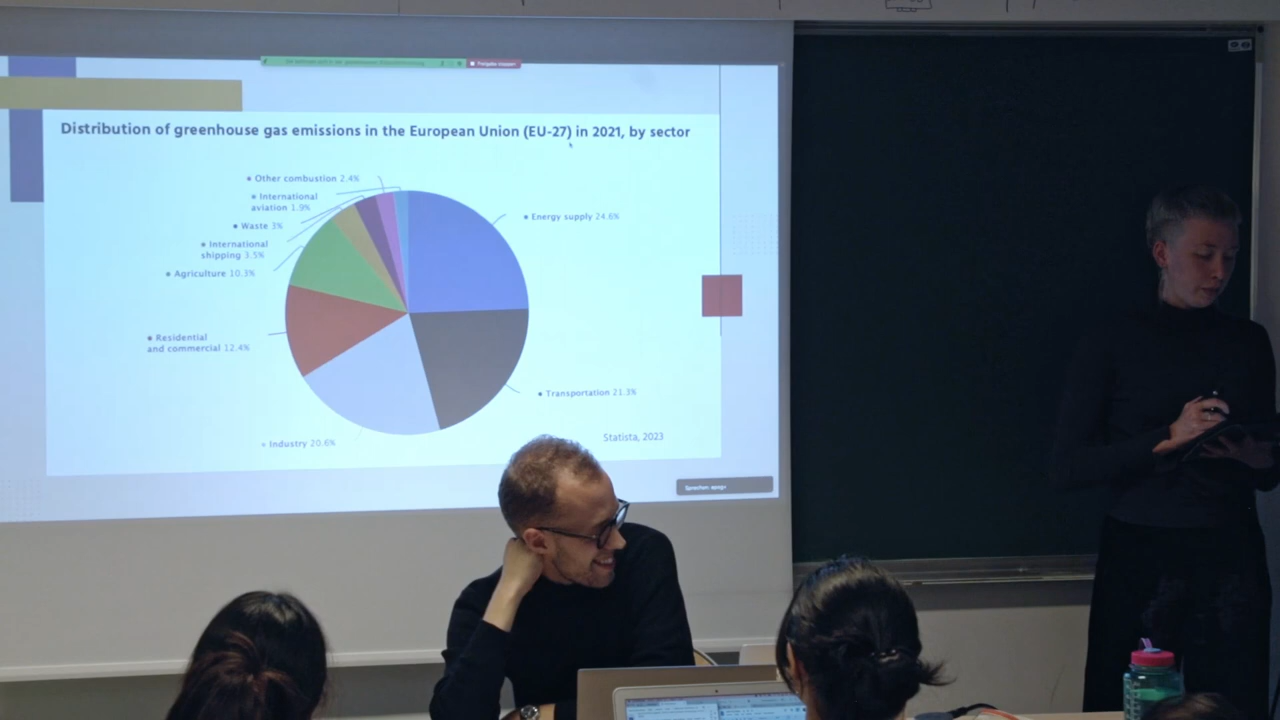 Distribution of greenhouse gas emissions in the European Union (EU-27) in 2021, by sector
Other combustion 2.4%
International
aviation 1.9%
Waste 3%
International
shipping 3.5%
Agriculture 10.3%
Residential
and commercial 12.4%
Industry 20.6%
Energy supply 24.6%
Transportation 21.3%
Statista, 2023